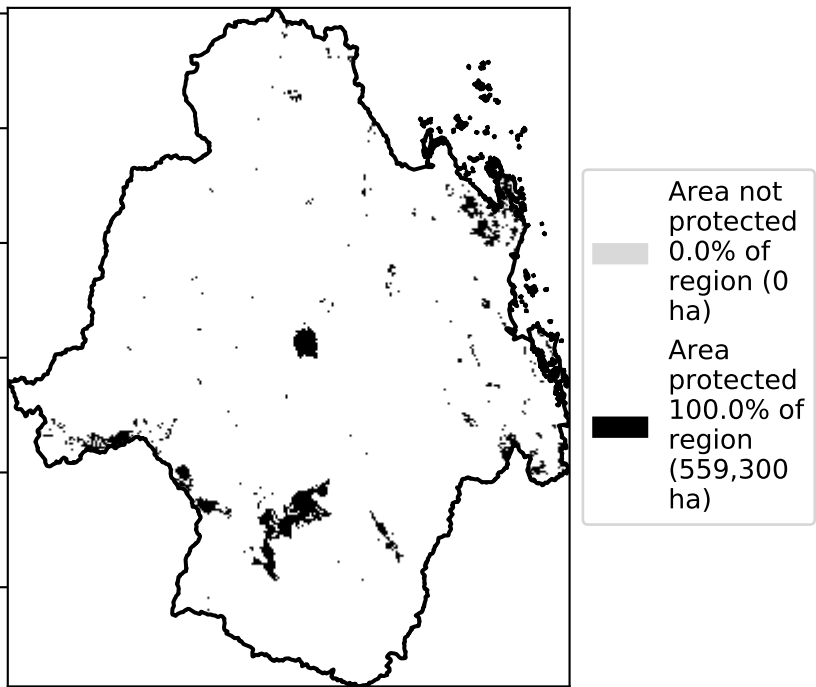 Area not
protected
0.0% of
region (0
ha)
Area
protected
100.0% of
region
(559,300
ha)